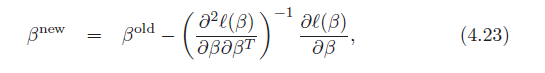 β^new = β^old − (∂²ℓ(β)/∂β∂β^T)^−1 ∂ℓ(β)/∂β, (4.23)